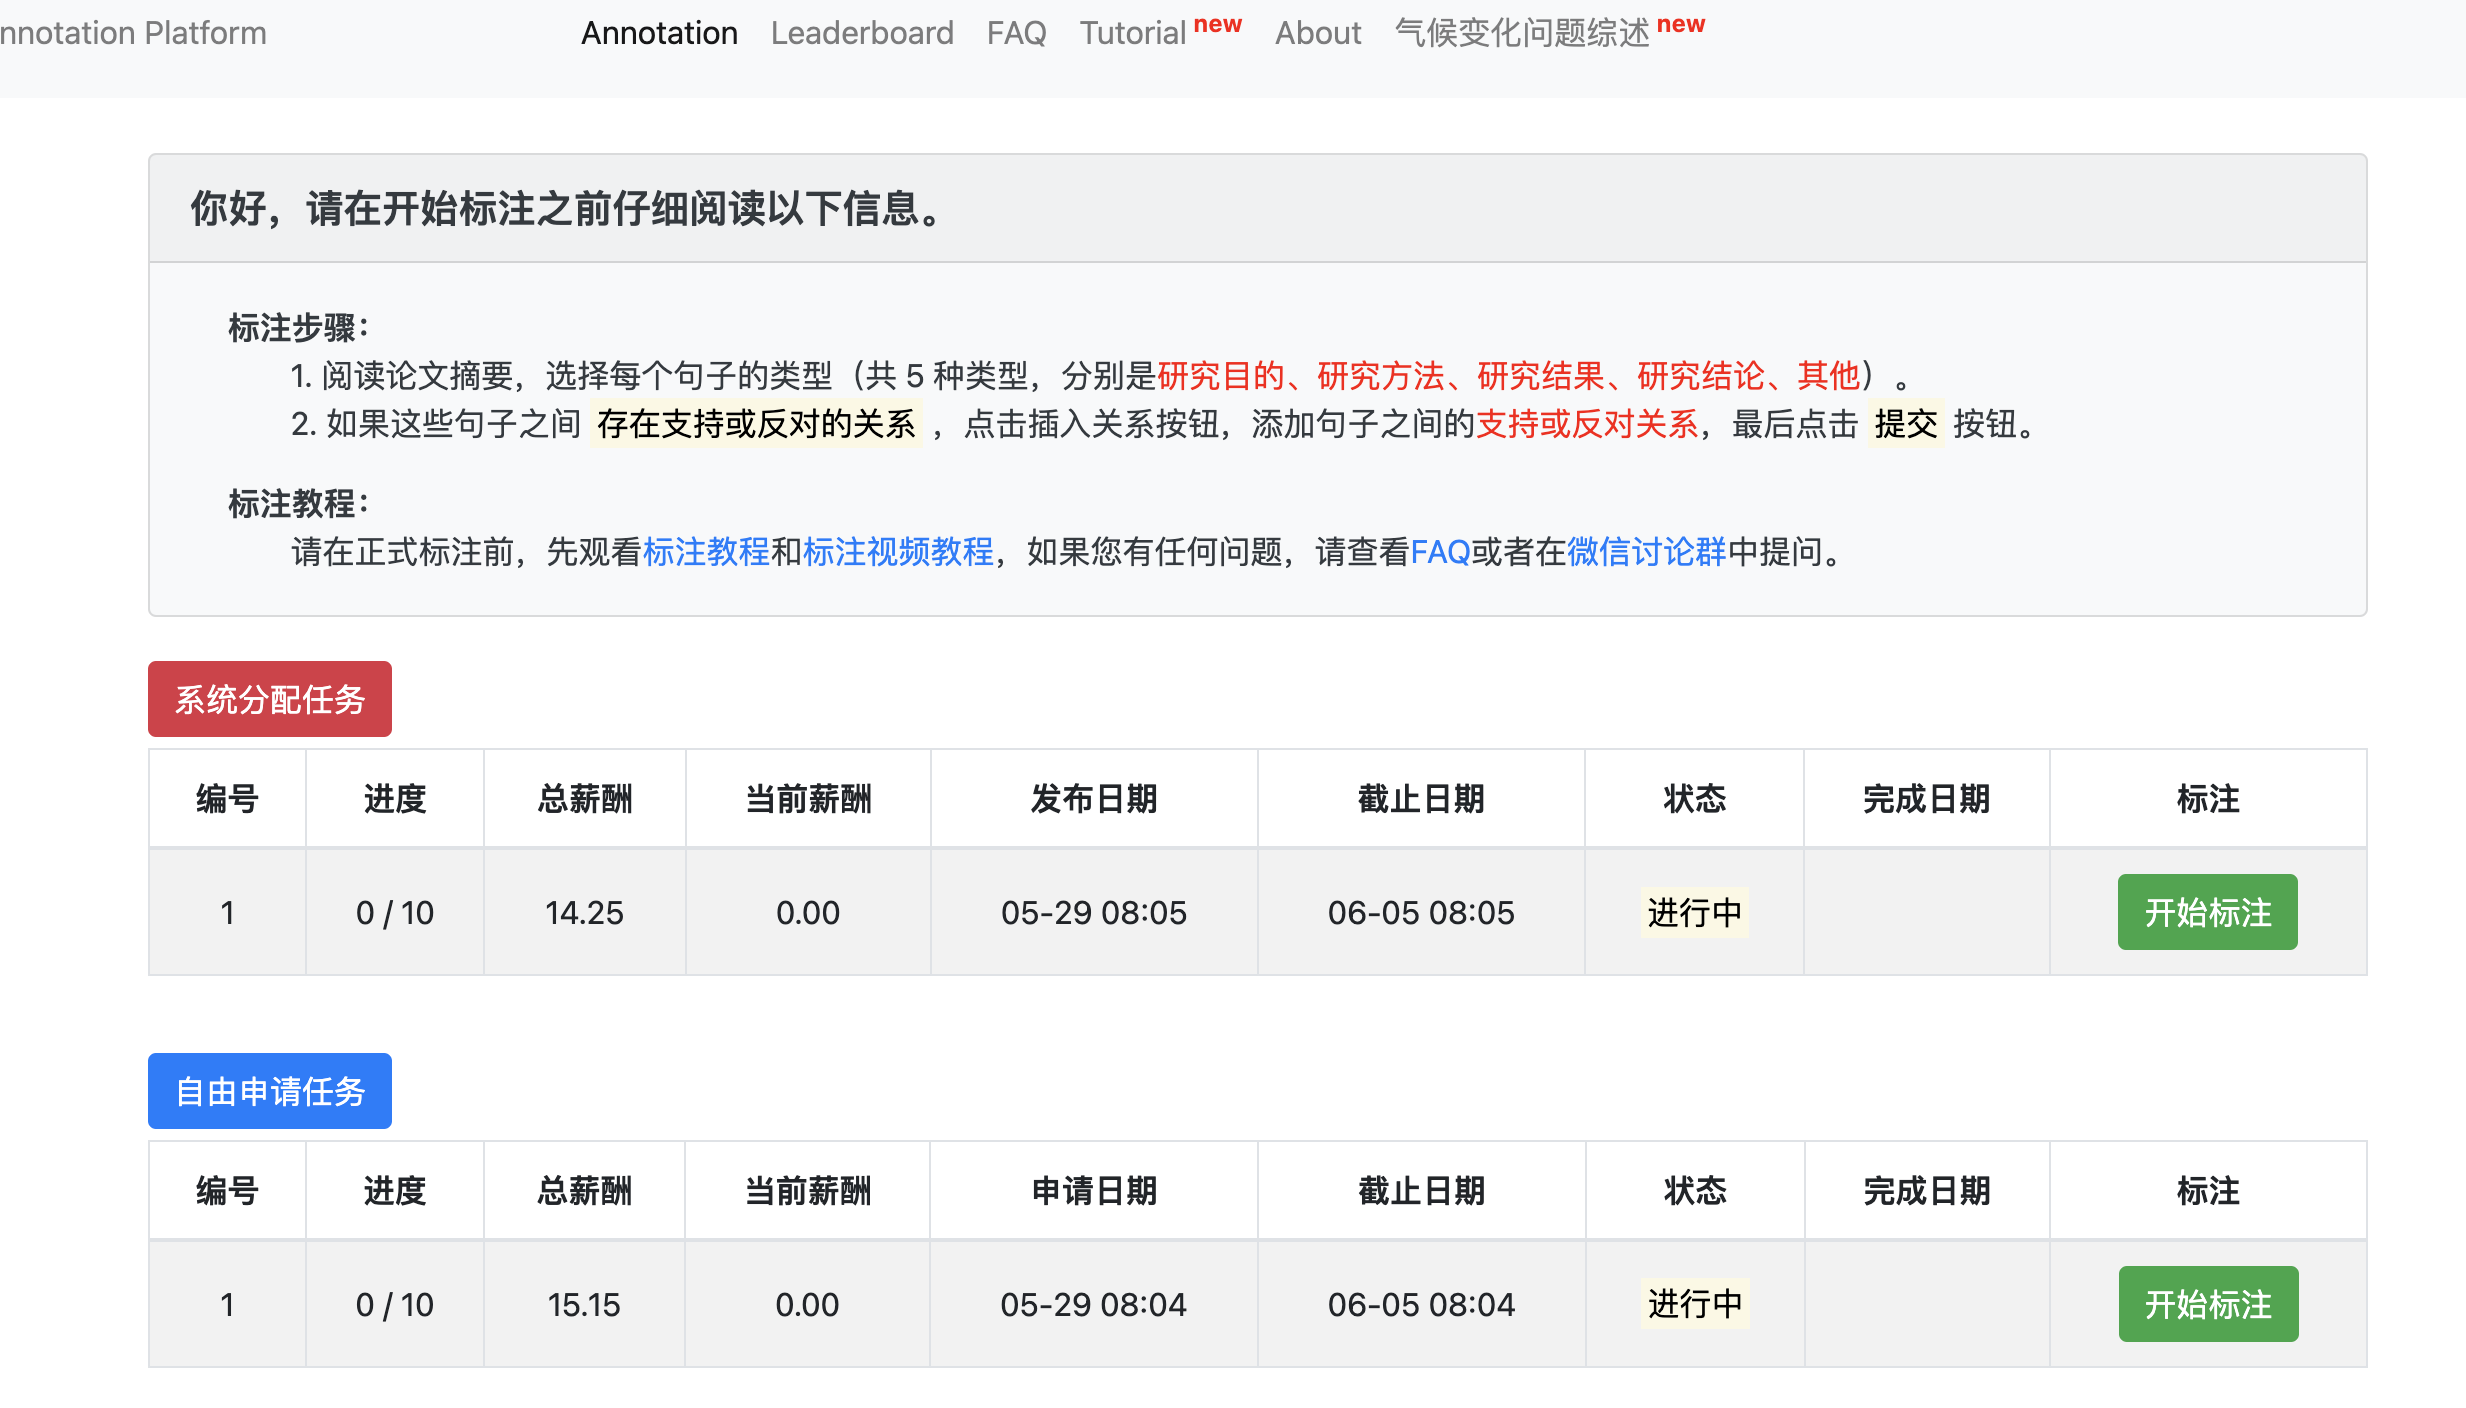 nnotation Platform Annotation Leaderboard FAQ Tutorial new About 气候变化问题综述 new
你好，请在开始标注之前仔细阅读以下信息。
标注步骤：
1. 阅读论文摘要，选择每个句子的类型（共 5 种类型，分别是研究目的、研究方法、研究结果、研究结论、其他）。
2. 如果这些句子之间 存在支持或反对的关系 ，点击插入关系按钮，添加句子之间的支持或反对关系，最后点击 提交 按钮。
标注教程：
请在正式标注前，先观看标注教程和标注视频教程，如果您有任何问题，请查看FAQ或者在微信讨论群中提问。
系统分配任务
编号 进度 总薪酬 当前薪酬 发布日期 截止日期 状态 完成日期 标注
1 0 / 10 14.25 0.00 05-29 08:05 06-05 08:05 进行中 开始标注
自由申请任务
编号 进度 总薪酬 当前薪酬 申请日期 截止日期 状态 完成日期 标注
1 0 / 10 15.15 0.00 05-29 08:04 06-05 08:04 进行中 开始标注